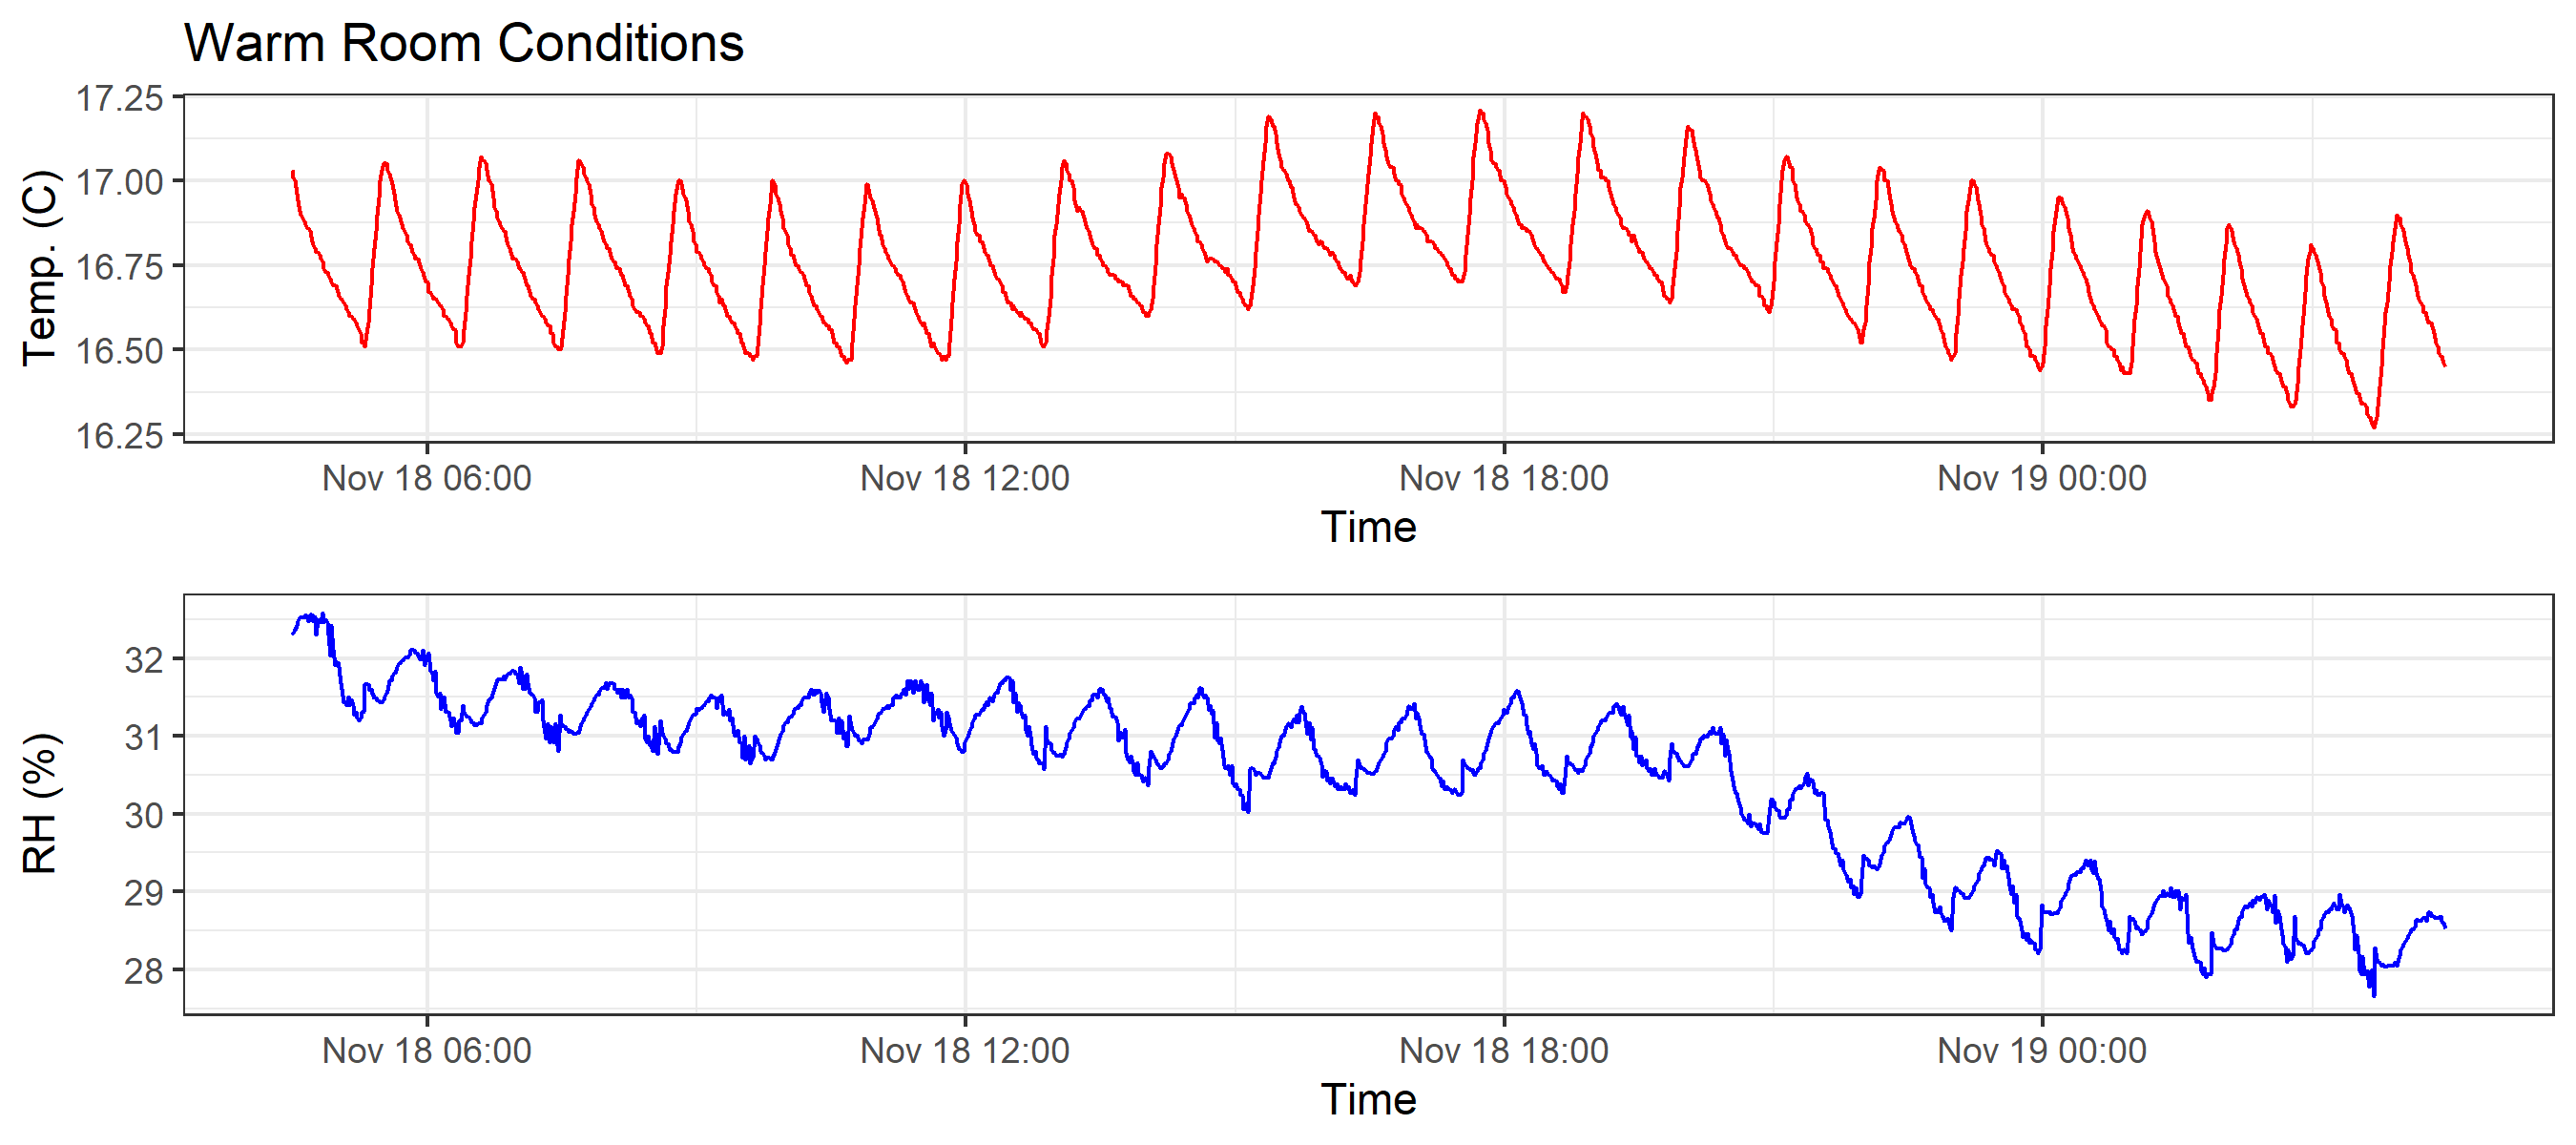 Warm Room Conditions
17.25
17.00
16.75
16.50
16.25
Temp. (C)
Nov 18 06:00 Nov 18 12:00 Nov 18 18:00 Nov 19 00:00
Time
32
31
30
29
28
RH (%)
Nov 18 06:00 Nov 18 12:00 Nov 18 18:00 Nov 19 00:00
Time